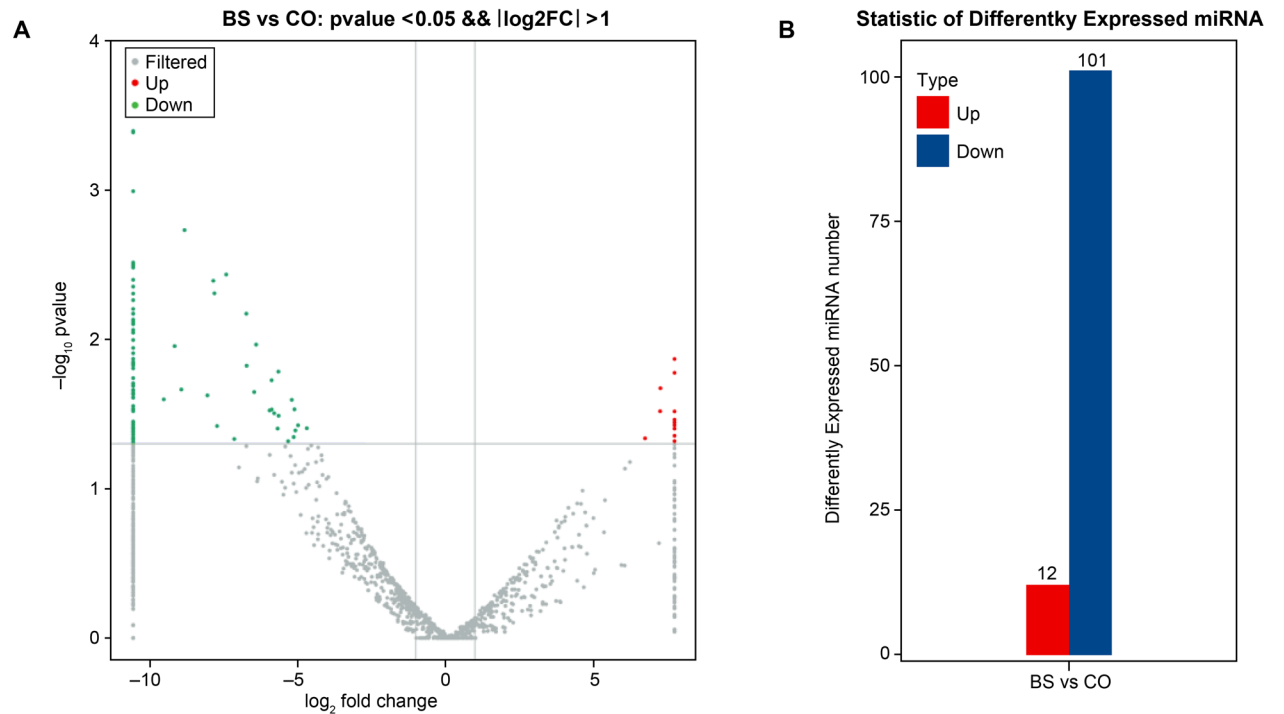 A
BS vs CO: pvalue <0.05 && |log2FC| >1
Filtered
Up
Down
4
3
2
1
0
–log10 pvalue
–10
–5
0
5
log2 fold change
B
Statistic of Differentky Expressed miRNA
Type
Up
Down
101
12
100
75
50
25
0
Differently Expressed miRNA number
BS vs CO